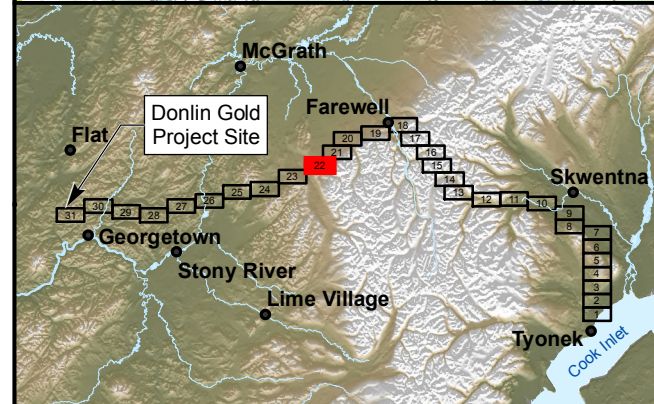 McGrath
Donlin Gold
Project Site
Farewell
Flat
18
19
17
20
21
16
22
15
23
14
Skwentna
24
13
25
12
11
10
26
27
30
31
29
28
9
8
7
Georgetown
6
Stony River
5
4
3
Lime Village
2
1
Tyonek
Cook Inlet